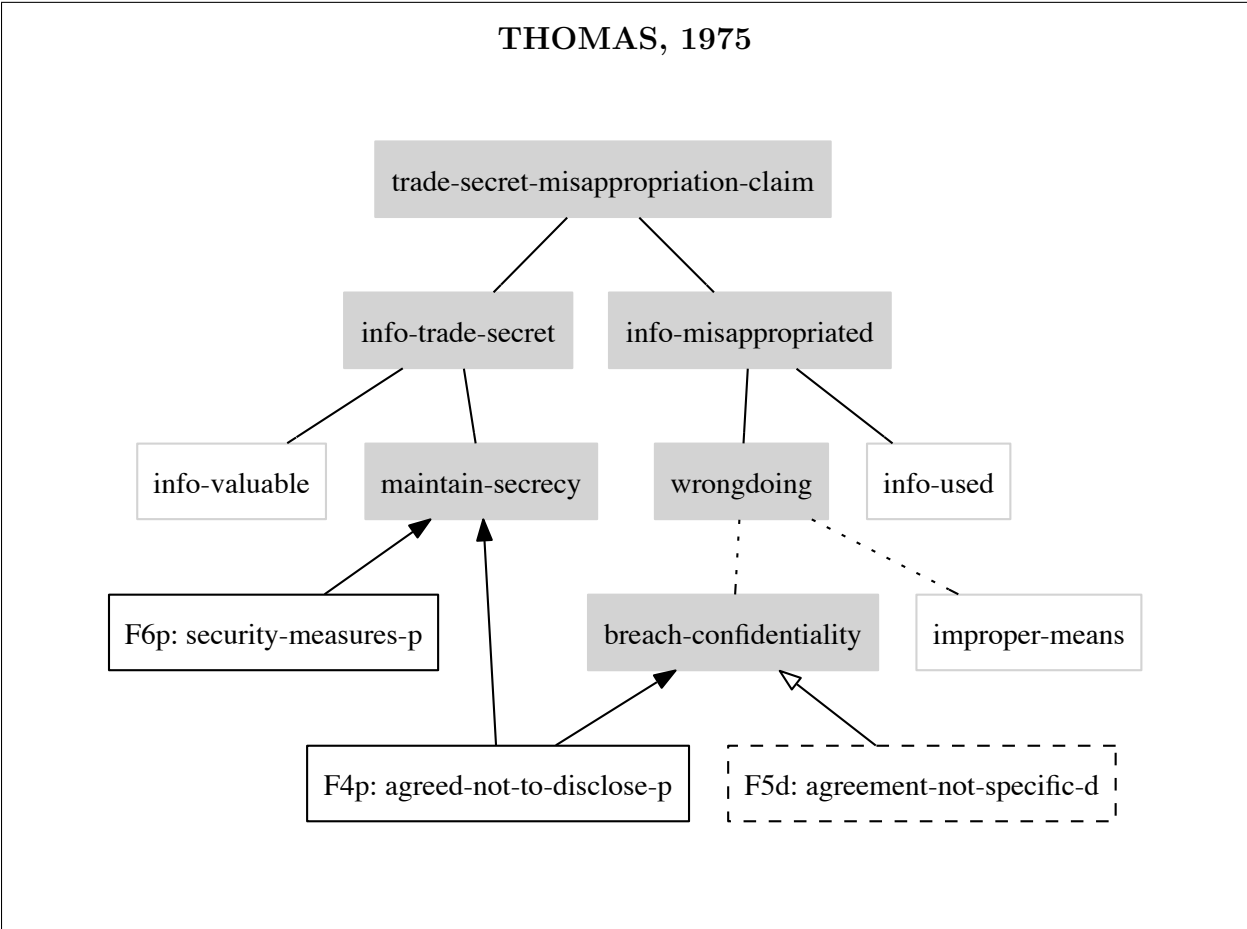 THOMAS, 1975
trade-secret-misappropriation-claim
info-trade-secret
info-misappropriated
info-valuable
maintain-secrecy
wrongdoing
info-used
F6p: security-measures-p
breach-confidentiality
improper-means
F4p: agreed-not-to-disclose-p
F5d: agreement-not-specific-d